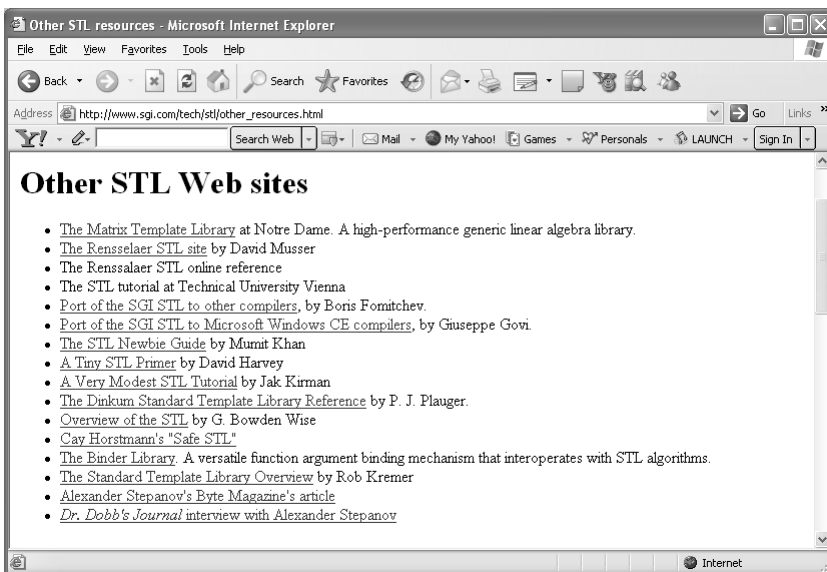 Other STL resources - Microsoft Internet Explorer
File Edit View Favorites Tools Help
Back Search Favorites
Address http://www.sgi.com/tech/stl/other_resources.html Go Links »
Y! Search Web Mail My Yahoo! Games Personals LAUNCH Sign In
Other STL Web sites
• The Matrix Template Library at Notre Dame. A high-performance generic linear algebra library.
• The Rensselaer STL site by David Musser
• The Renssalaer STL online reference
• The STL tutorial at Technical University Vienna
• Port of the SGI STL to other compilers, by Boris Fomitchev.
• Port of the SGI STL to Microsoft Windows CE compilers, by Giuseppe Govi.
• The STL Newbie Guide by Mumit Khan
• A Tiny STL Primer by David Harvey
• A Very Modest STL Tutorial by Jak Kirman
• The Dinkum Standard Template Library Reference by P. J. Plauger.
• Overview of the STL by G. Bowden Wise
• Cay Horstmann's "Safe STL"
• The Binder Library. A versatile function argument binding mechanism that interoperates with STL algorithms.
• The Standard Template Library Overview by Rob Kremer
• Alexander Stepanov's Byte Magazine's article
• Dr. Dobb's Journal interview with Alexander Stepanov
Internet